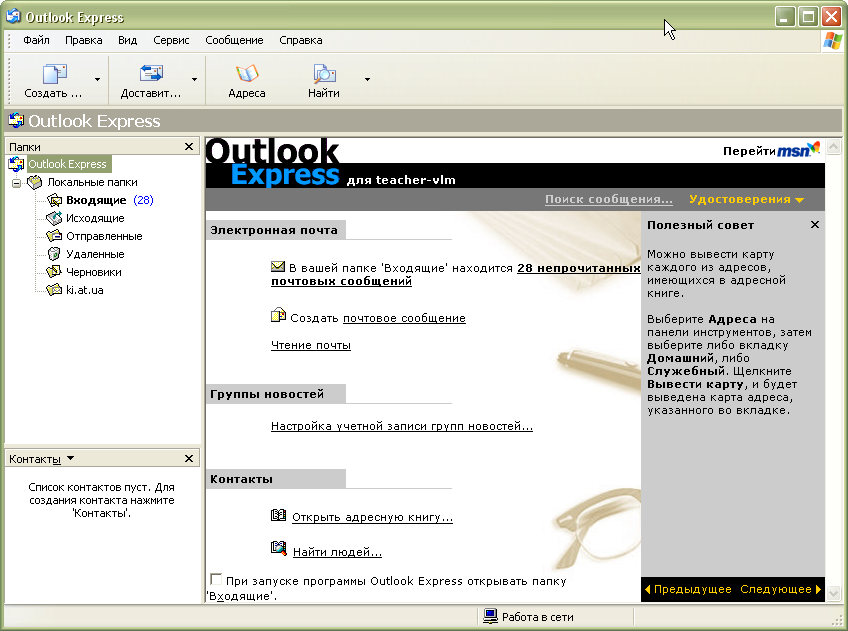 Outlook Express
Файл Правка Вид Сервис Сообщение Справка
Создать ... Доставит... Адреса Найти
Outlook Express
Папки
Outlook Express
Локальные папки
Входящие (28)
Исходящие
Отправленные
Удаленные
Черновики
ki.at.ua
Контакты
Список контактов пуст. Для
создания контакта нажмите
'Контакты'.
Outlook
Express для teacher-vlm
Перейти msn
Поиск сообщения... Удостоверения
Электронная почта
В вашей папке 'Входящие' находится 28 непрочитанных
почтовых сообщений
Создать почтовое сообщение
Чтение почты
Группы новостей
Настройка учетной записи групп новостей...
Контакты
Открыть адресную книгу...
Найти людей...
При запуске программы Outlook Express открывать папку
'Входящие'.
Полезный совет
Можно вывести карту
каждого из адресов,
имеющихся в адресной
книге.
Выберите Адреса на
панели инструментов, затем
выберите либо вкладку
Домашний, либо
Служебный. Щелкните
Вывести карту, и будет
выведена карта адреса,
указанного во вкладке.
Предыдущее Следующее
Работа в сети